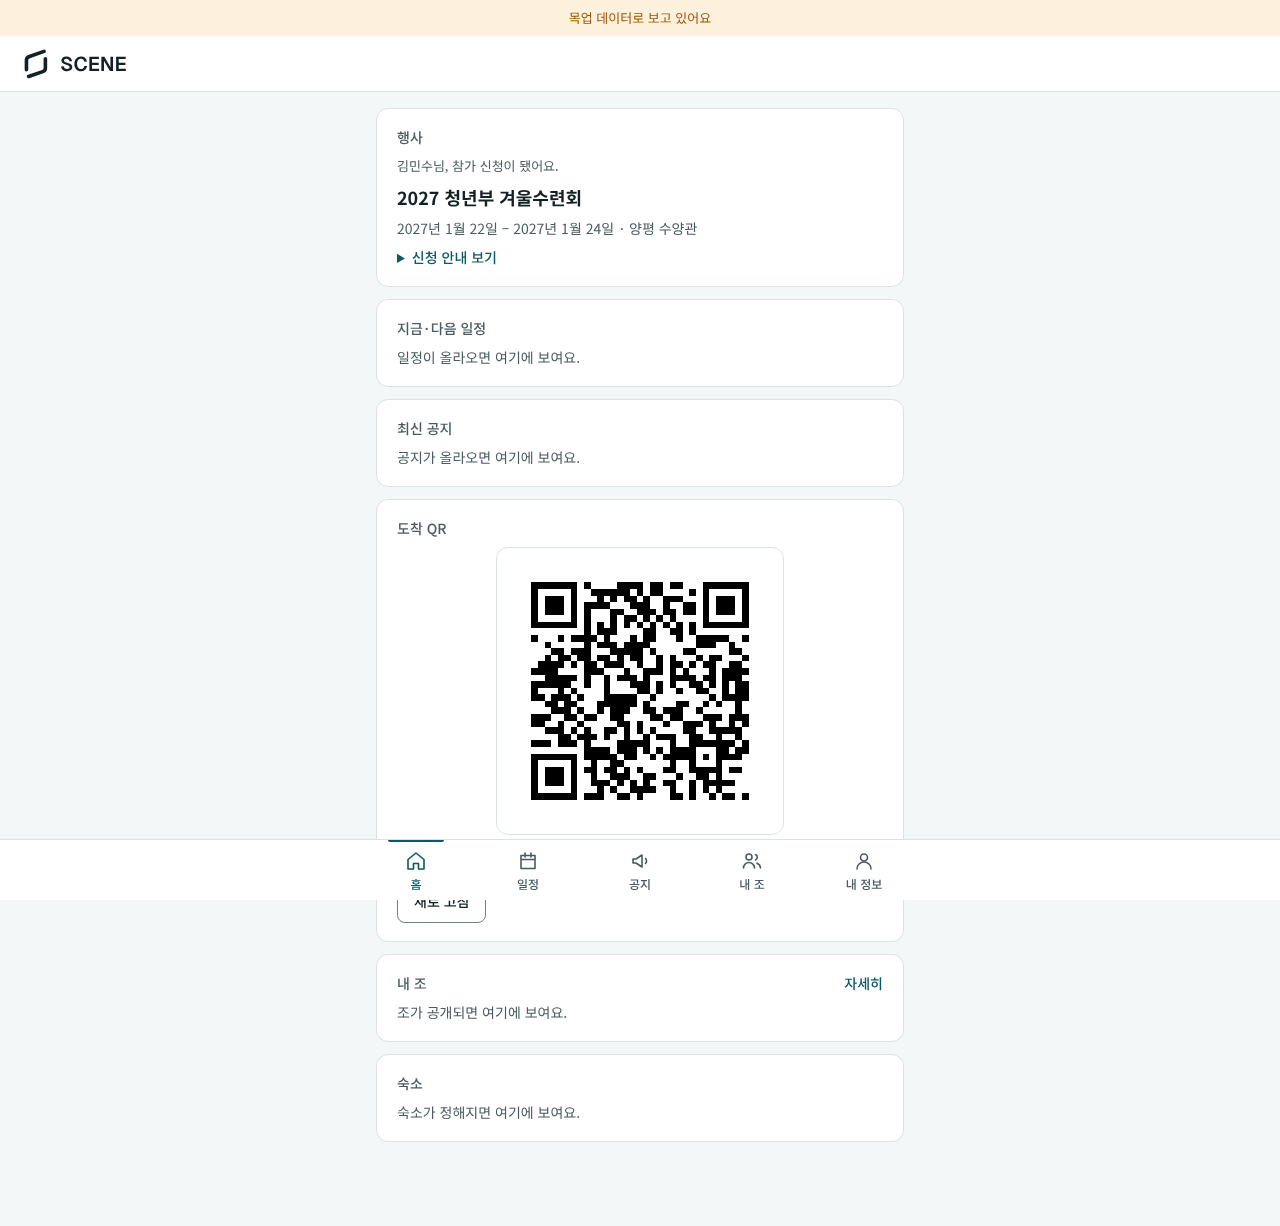 목업 데이터로 보고 있어요
SCENE
행사
김민수님, 참가 신청이 됐어요.
2027 청년부 겨울수련회
2027년 1월 22일 – 2027년 1월 24일 · 양평 수양관
신청 안내 보기
지금·다음 일정
일정이 올라오면 여기에 보여요.
최신 공지
공지가 올라오면 여기에 보여요.
도착 QR
홈
일정
공지
내 조
내 정보
새로 고침
내 조
자세히
조가 공개되면 여기에 보여요.
숙소
숙소가 정해지면 여기에 보여요.